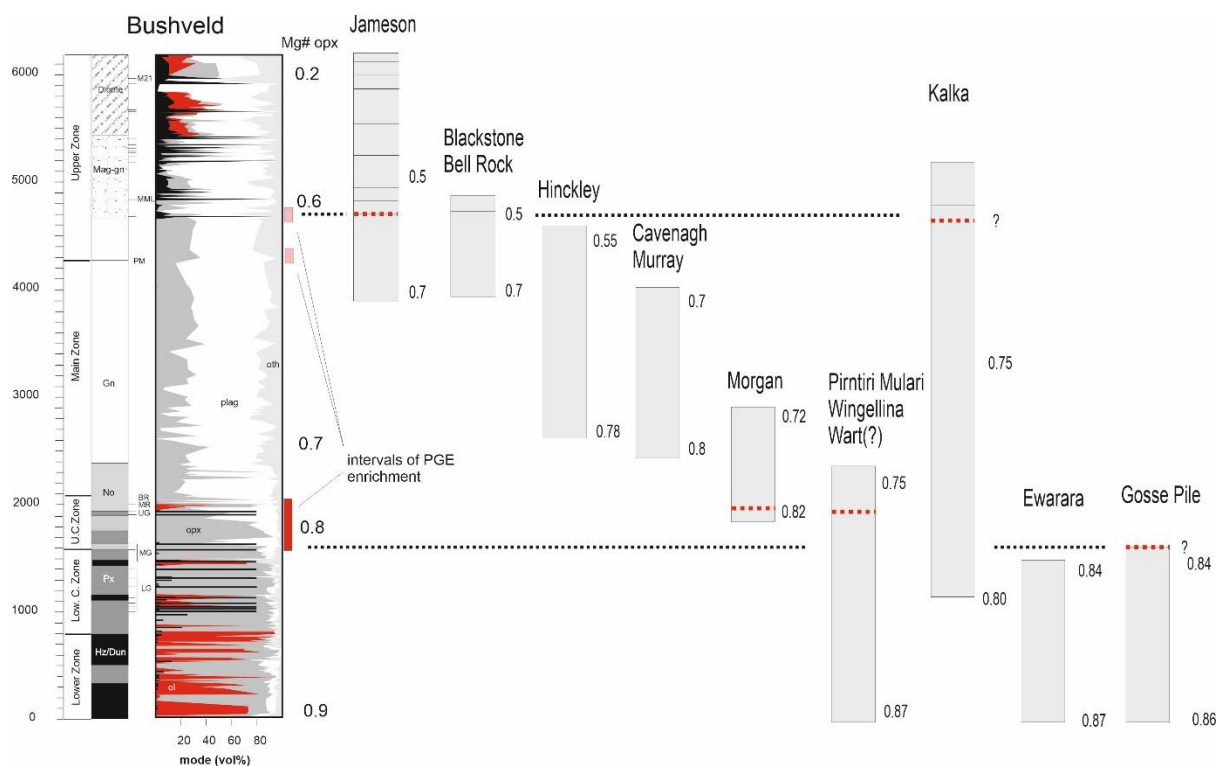 Bushveld
Mg# opx
6000
5000
4000
3000
2000
1000
0
Upper Zone
Main Zone
U.C.Zone
Low. C. Zone
Lower Zone
Diorite
Mag-gn
Gn
No
Px
Hz/Dun
M21
MML
PM
BR
MR
UG
MG
LG
oth
plag
opx
ol
20 40 60 80
mode (vol%)
0.2
0.6
0.7
0.8
0.9
intervals of PGE
enrichment
Jameson
0.5
0.7
Blackstone
Bell Rock
0.5
0.7
Hinckley
0.55
0.78
Cavenagh
Murray
0.7
0.8
Morgan
0.72
0.82
Pirntiri Mulari
Wingellina
Wart(?)
0.75
0.87
Kalka
?
0.75
0.80
Ewarara
0.84
0.87
Gosse Pile
?
0.84
0.86